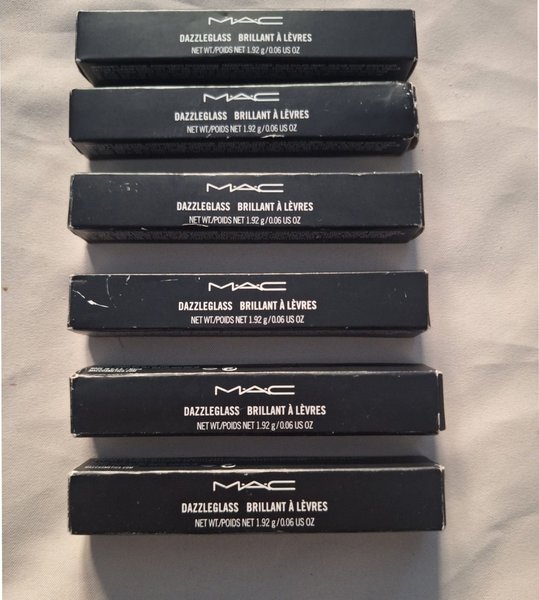 MAC
DAZZLEGLASS BRILLANT À LÈVRES
NET WT./POIDS NET 1.92 g/0.06 US OZ
MAC
DAZZLEGLASS BRILLANT À LÈVRES
NET WT./POIDS NET 1.92 g/0.06 US OZ
MAC
DAZZLEGLASS BRILLANT À LÈVRES
NET WT./POIDS NET 1.92 g/0.06 US OZ
MAC
DAZZLEGLASS BRILLANT À LÈVRES
NET WT./POIDS NET 1.92 g/0.06 US OZ
MAC
DAZZLEGLASS BRILLANT À LÈVRES
NET WT./POIDS NET 1.92 g/0.06 US OZ
MACCOSMETICS.COM
MAC
DAZZLEGLASS BRILLANT À LÈVRES
NET WT./POIDS NET 1.92 g/0.06 US OZ